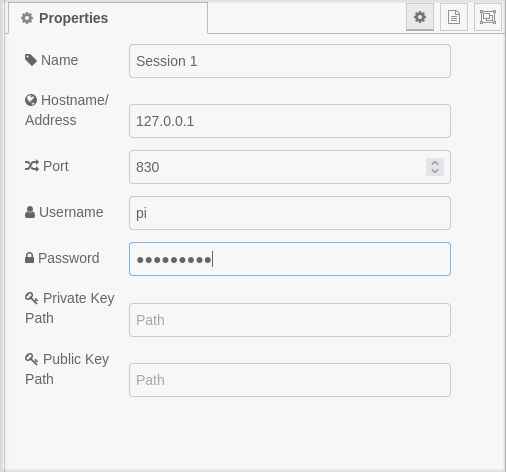 Properties
Name
Session 1
Hostname/
Address
127.0.0.1
Port
830
Username
pi
Password
●●●●●●●●●
Private Key
Path
Path
Public Key
Path
Path